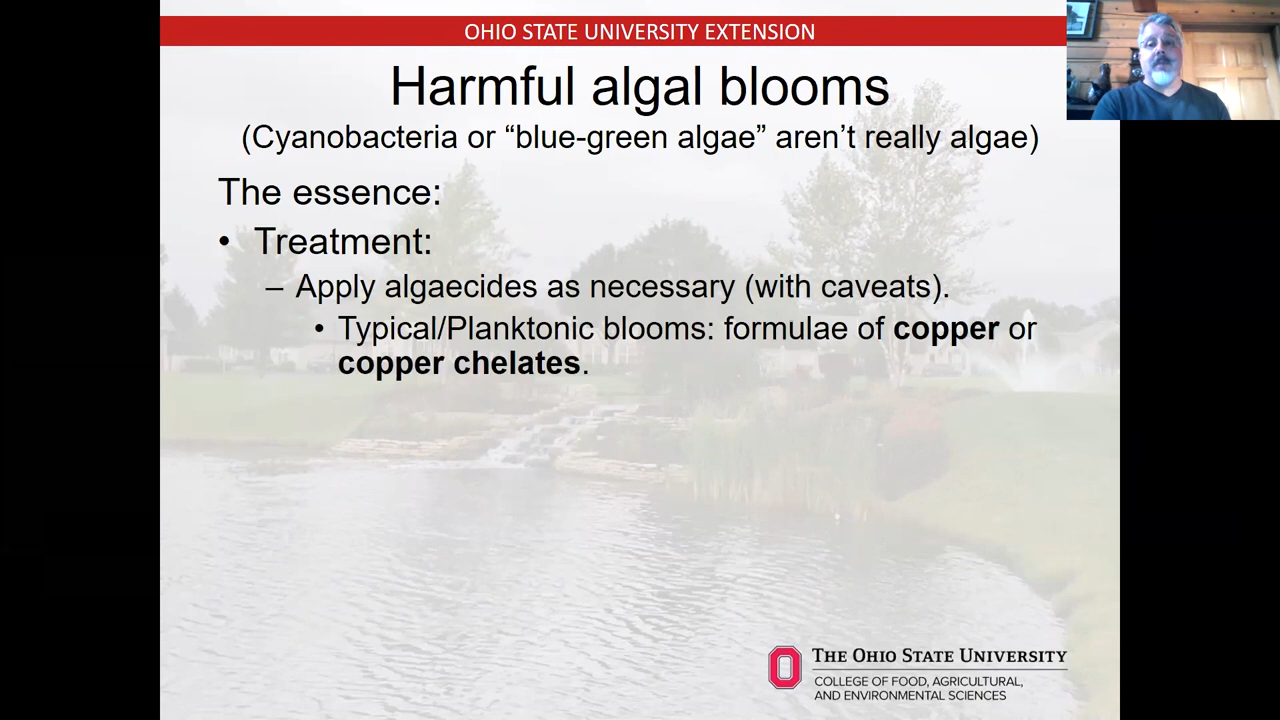 OHIO STATE UNIVERSITY EXTENSION
Harmful algal blooms
(Cyanobacteria or “blue-green algae” aren’t really algae)
The essence:
• Treatment:
– Apply algaecides as necessary (with caveats).
• Typical/Planktonic blooms: formulae of copper or
copper chelates.
THE OHIO STATE UNIVERSITY
COLLEGE OF FOOD, AGRICULTURAL,
AND ENVIRONMENTAL SCIENCES